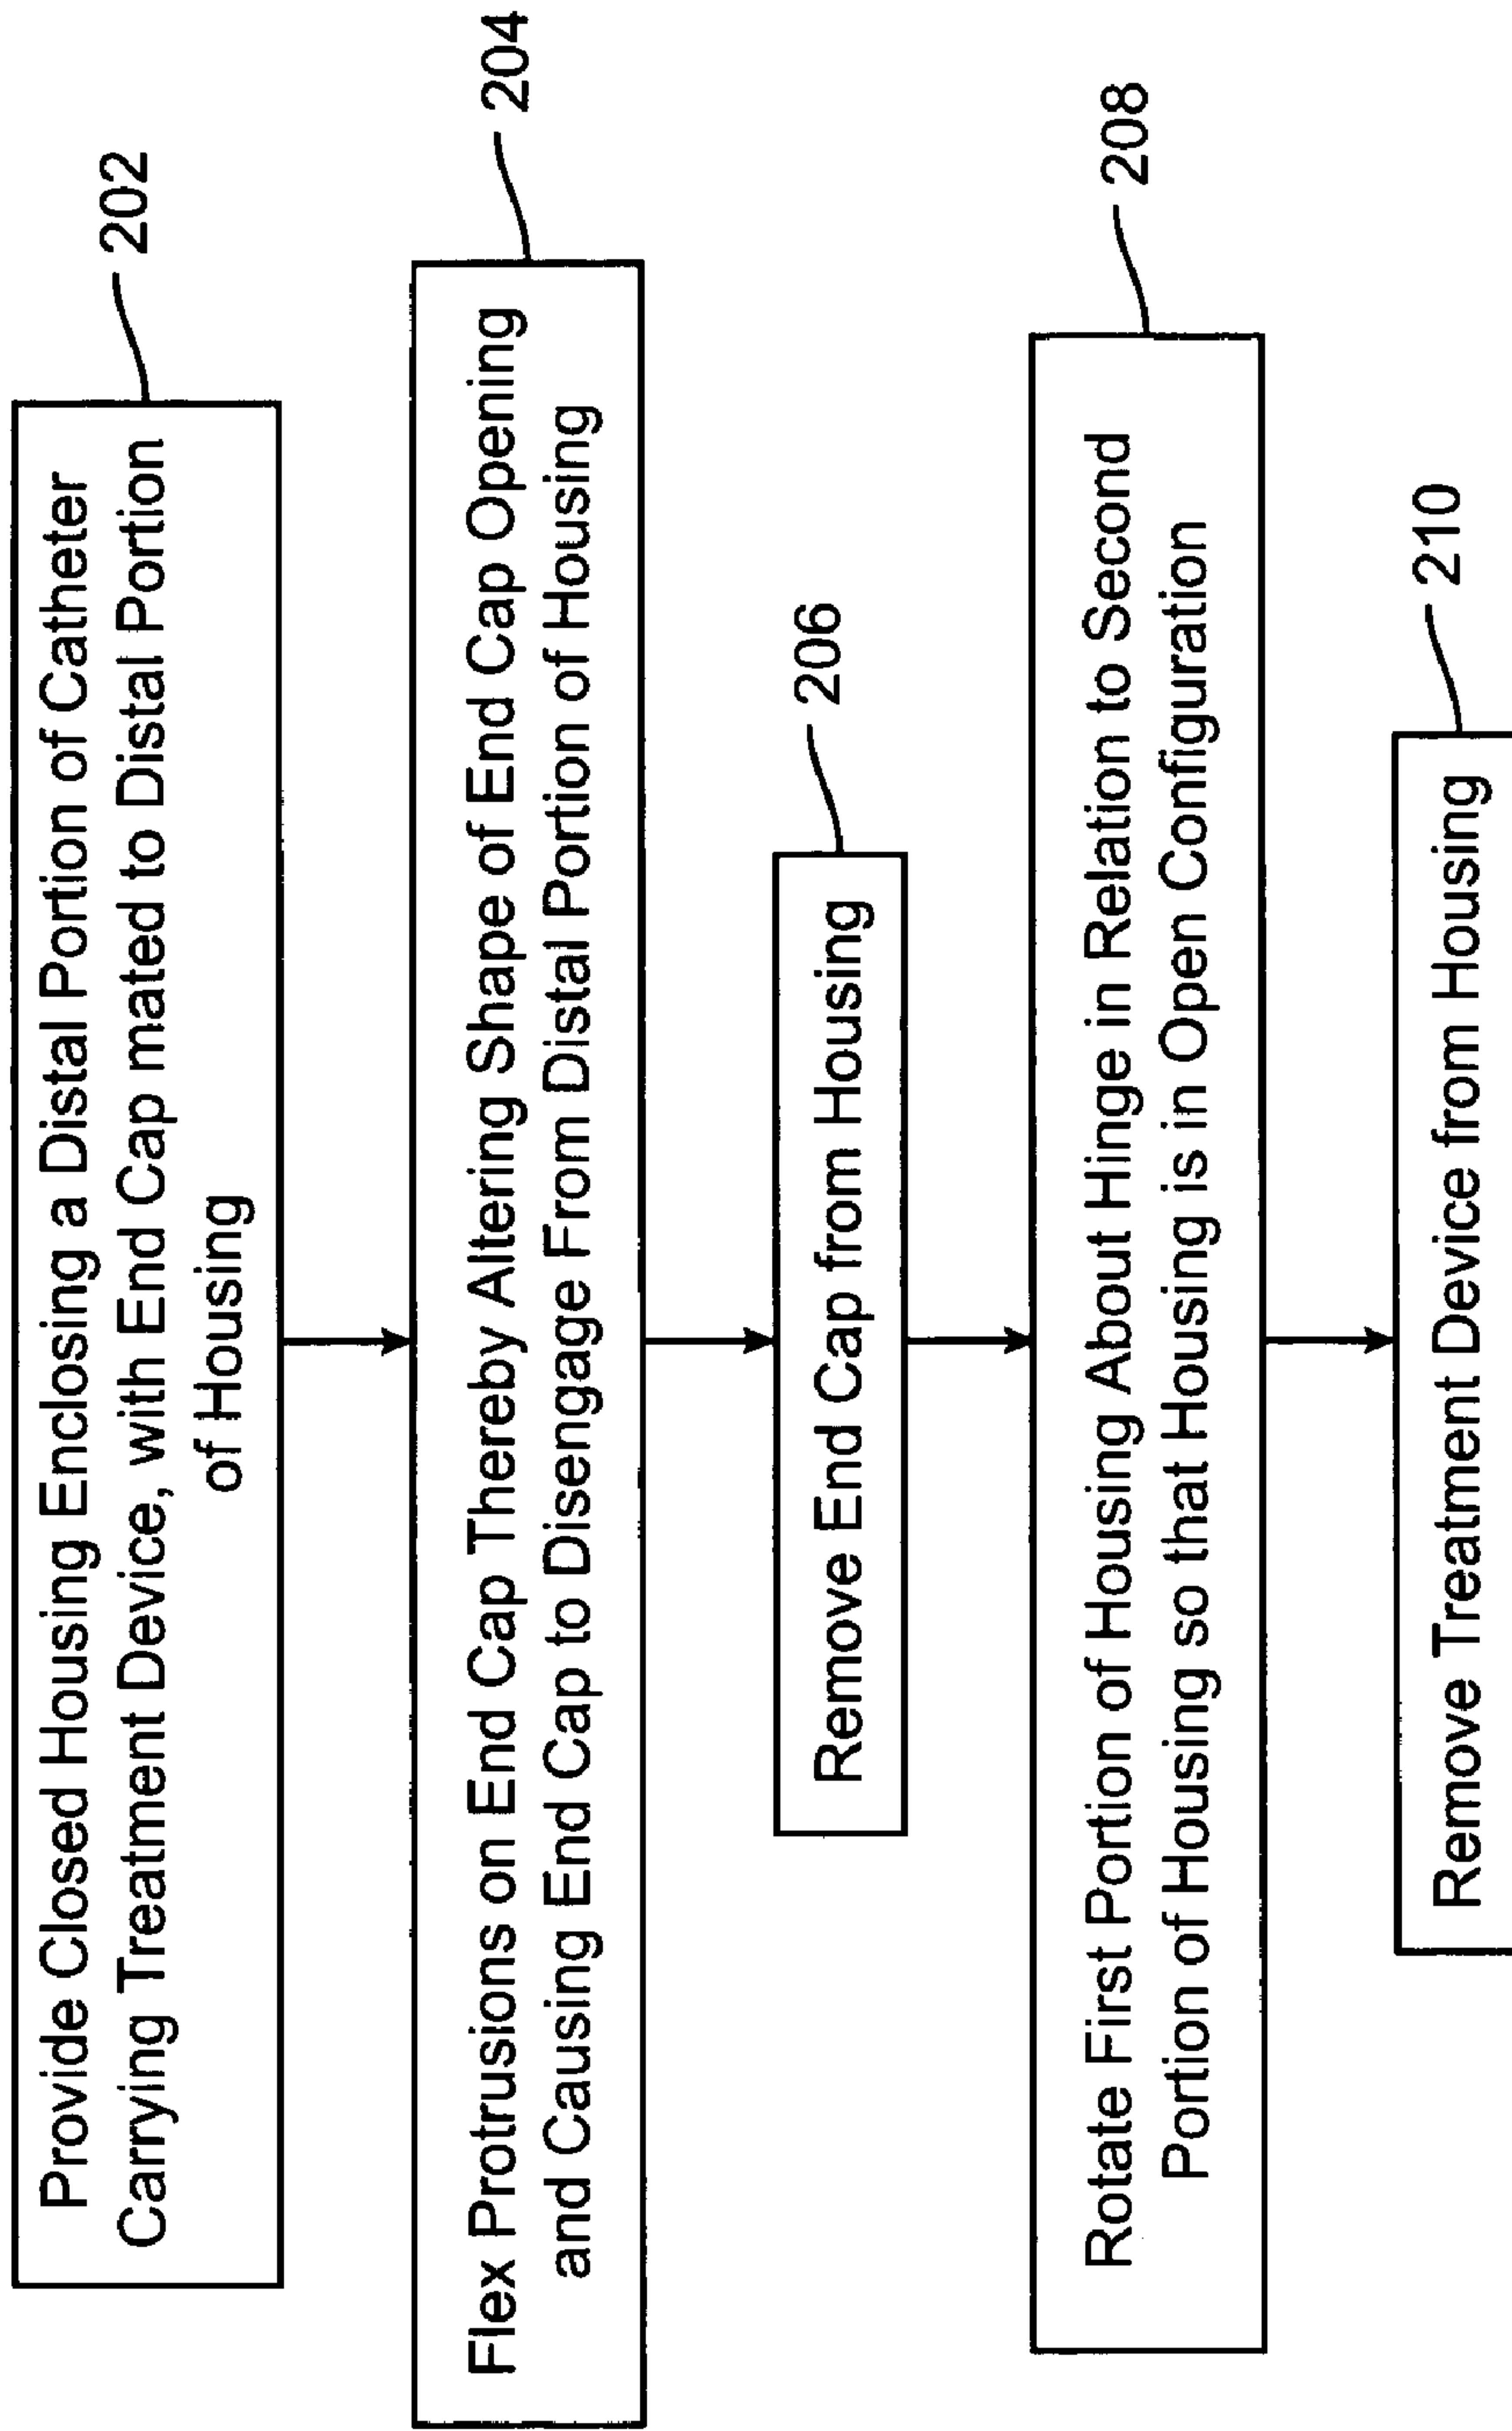 Provide Closed Housing Enclosing a Distal Portion of Catheter
Carrying Treatment Device, with End Cap mated to Distal Portion
of Housing
202
Flex Protrusions on End Cap Thereby Altering Shape of End Cap Opening
and Causing End Cap to Disengage From Distal Portion of Housing
204
Remove End Cap from Housing
206
Rotate First Portion of Housing About Hinge in Relation to Second
Portion of Housing so that Housing is in Open Configuration
208
Remove Treatment Device from Housing
210